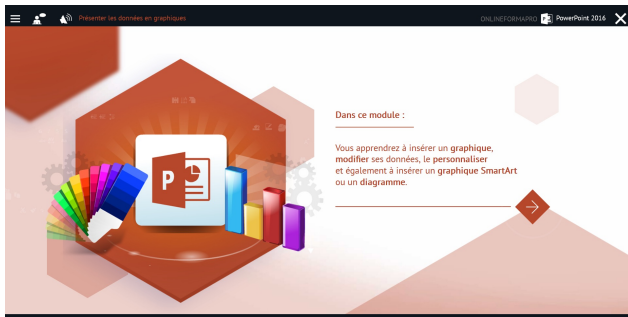 Présenter les données en graphiques
ONLINEFORMAPRO PowerPoint 2016
Dans ce module :
Vous apprendrez à insérer un graphique,
modifier ses données, le personnaliser
et également à insérer un graphique SmartArt
ou un diagramme.
P